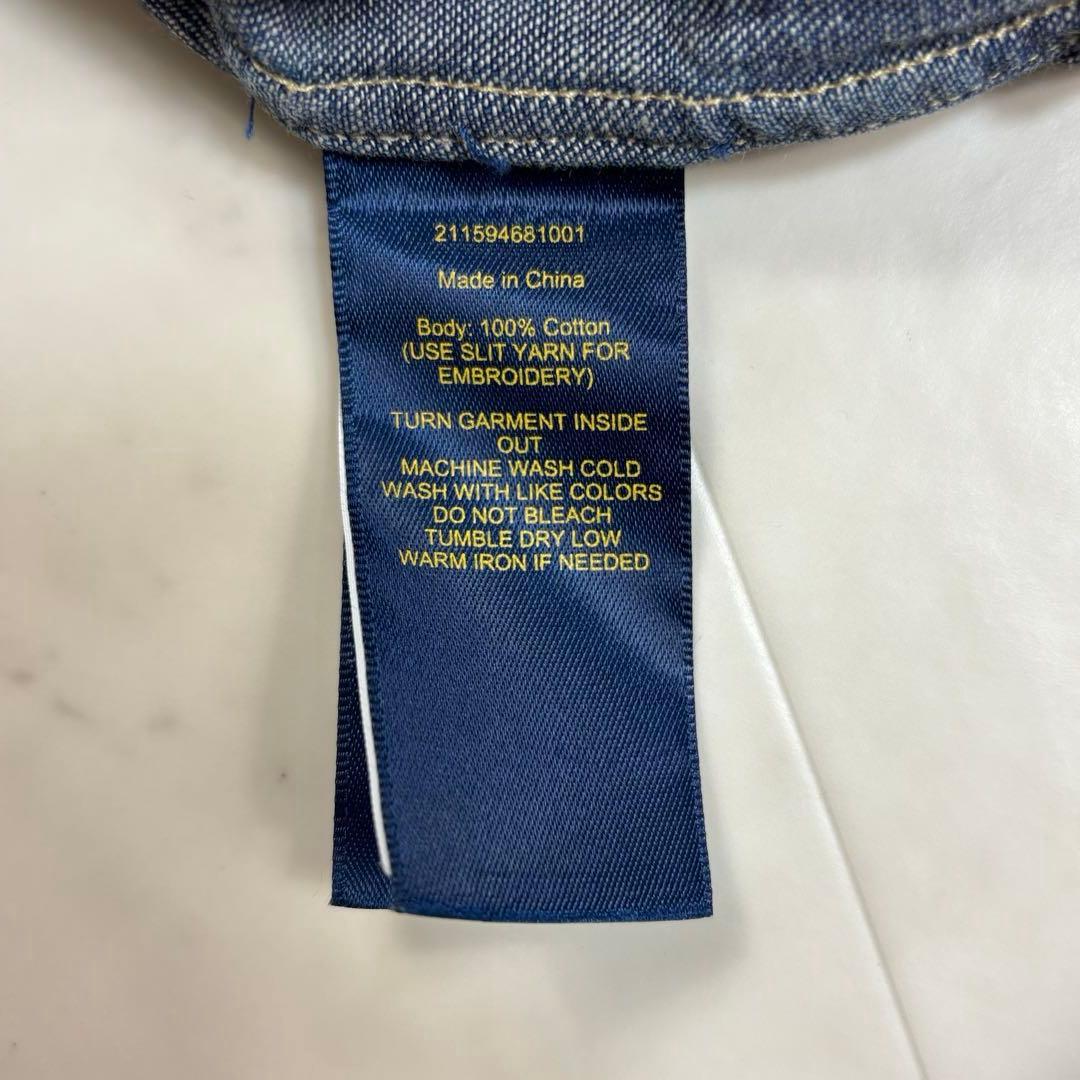 211594681001
Made in China
Body: 100% Cotton
(USE SLIT YARN FOR
EMBROIDERY)
TURN GARMENT INSIDE
OUT
MACHINE WASH COLD
WASH WITH LIKE COLORS
DO NOT BLEACH
TUMBLE DRY LOW
WARM IRON IF NEEDED